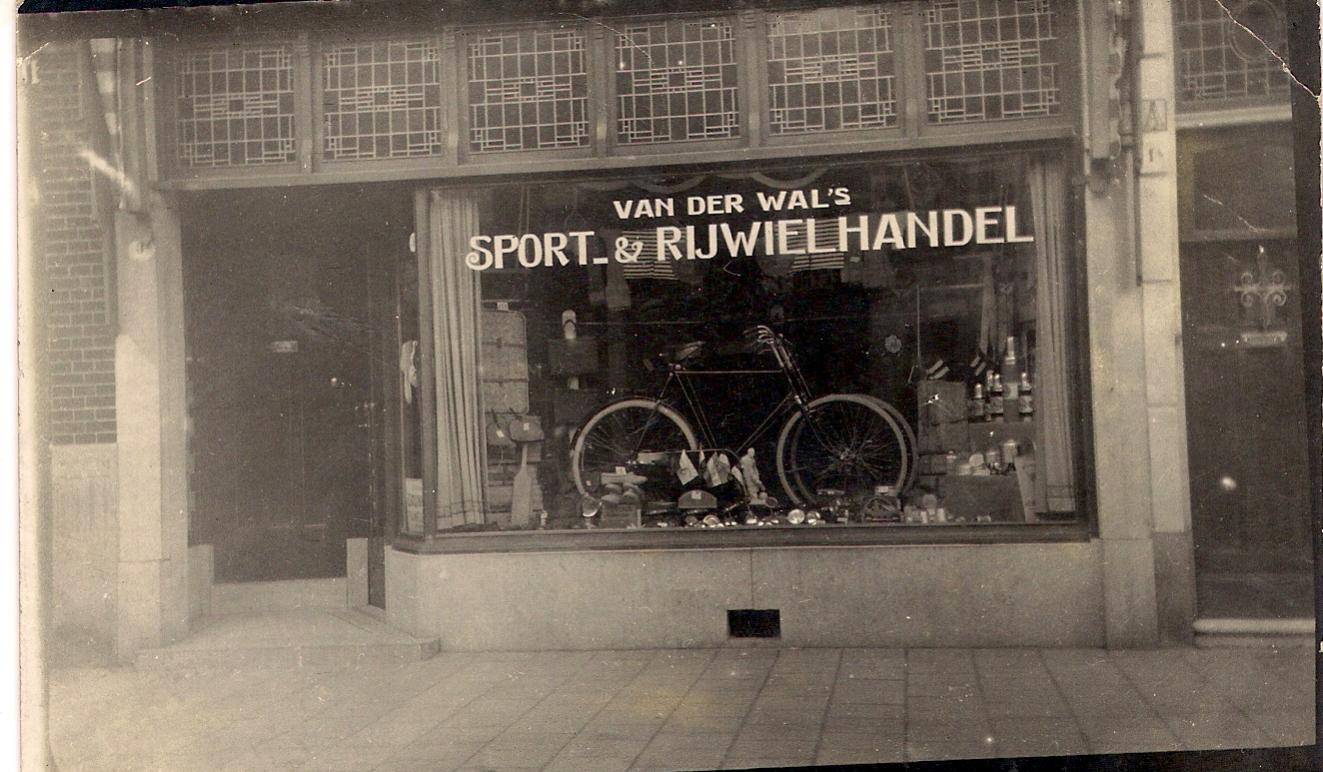 VAN DER WAL'S
SPORT- & RIJWIELHANDEL